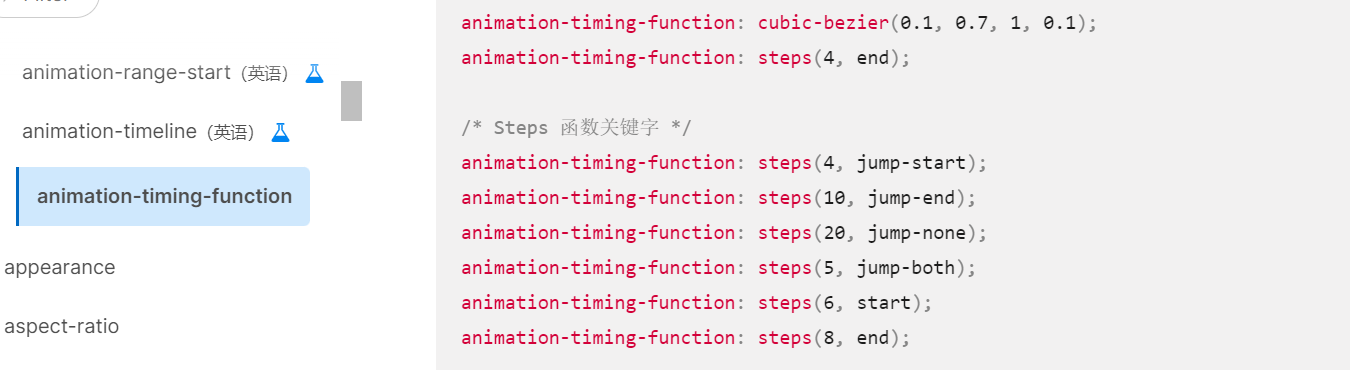 animation-range-start（英语）
animation-timeline（英语）
animation-timing-function
appearance
aspect-ratio
animation-timing-function: cubic-bezier(0.1, 0.7, 1, 0.1);
animation-timing-function: steps(4, end);
/* Steps 函数关键字 */
animation-timing-function: steps(4, jump-start);
animation-timing-function: steps(10, jump-end);
animation-timing-function: steps(20, jump-none);
animation-timing-function: steps(5, jump-both);
animation-timing-function: steps(6, start);
animation-timing-function: steps(8, end);